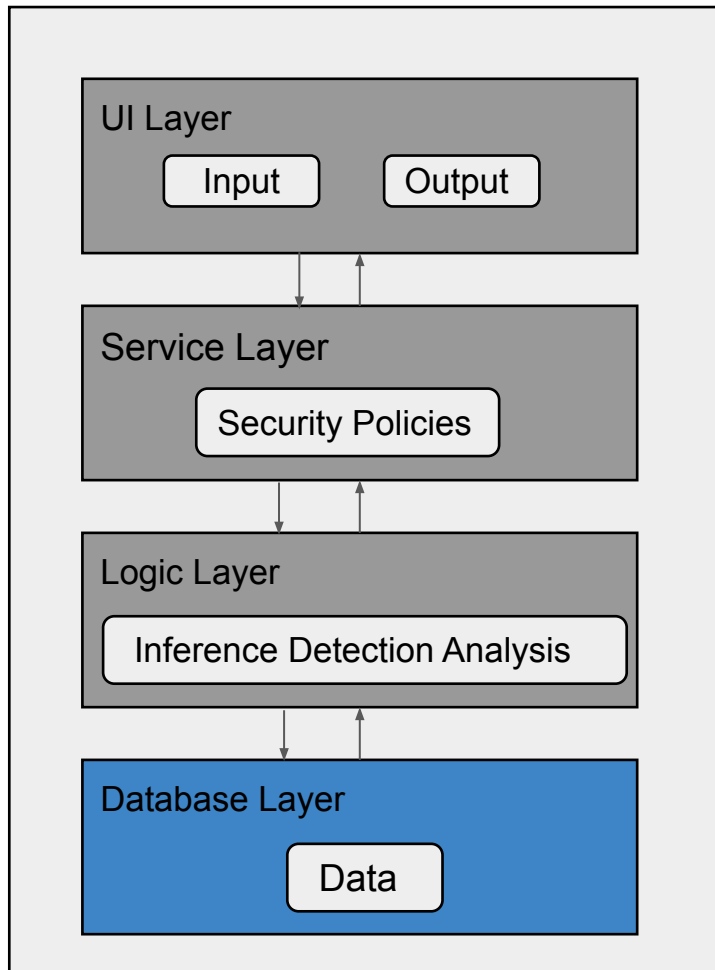 UI Layer
Input
Output
Service Layer
Security Policies
Logic Layer
Inference Detection Analysis
Database Layer
Data